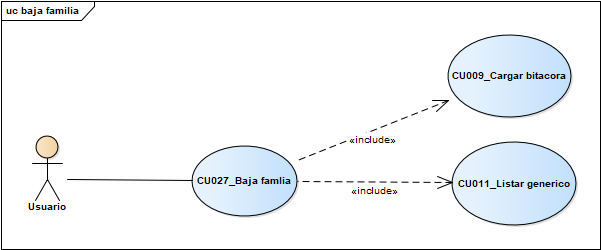 uc baja familia
CU009_Cargar bitacora
«include»
CU027_Baja famlia
CU011_Listar generico
«include»
Usuario